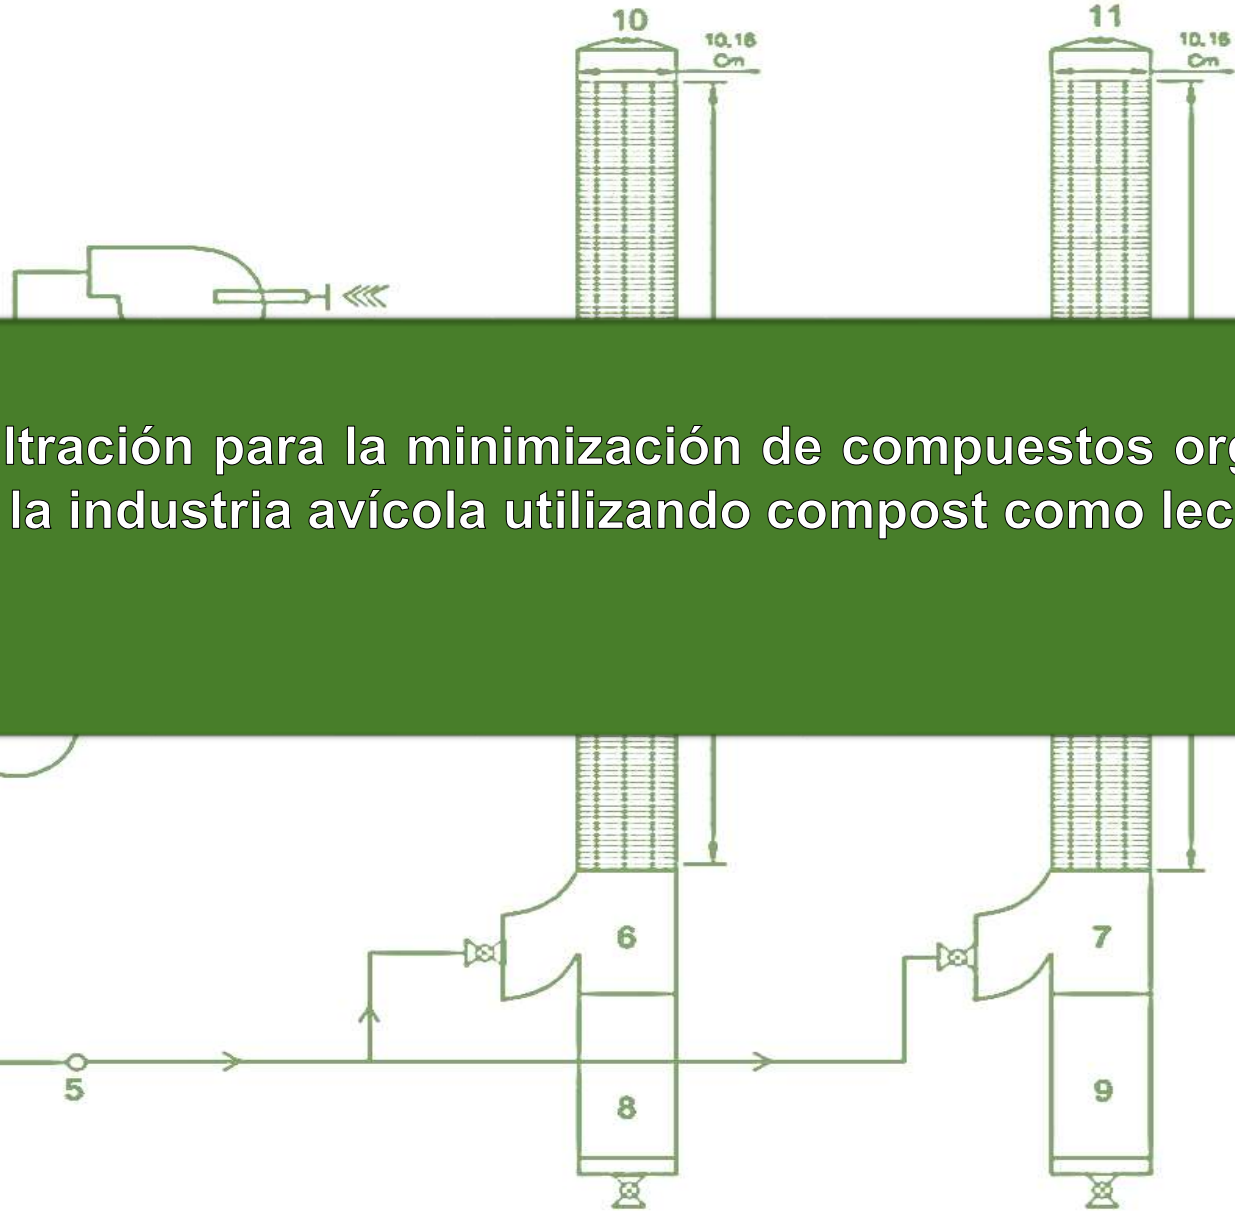 10
11
10.16
Cm
10.16
Cm
ltración para la minimización de compuestos org
la industria avícola utilizando compost como lec
6
7
5
8
9